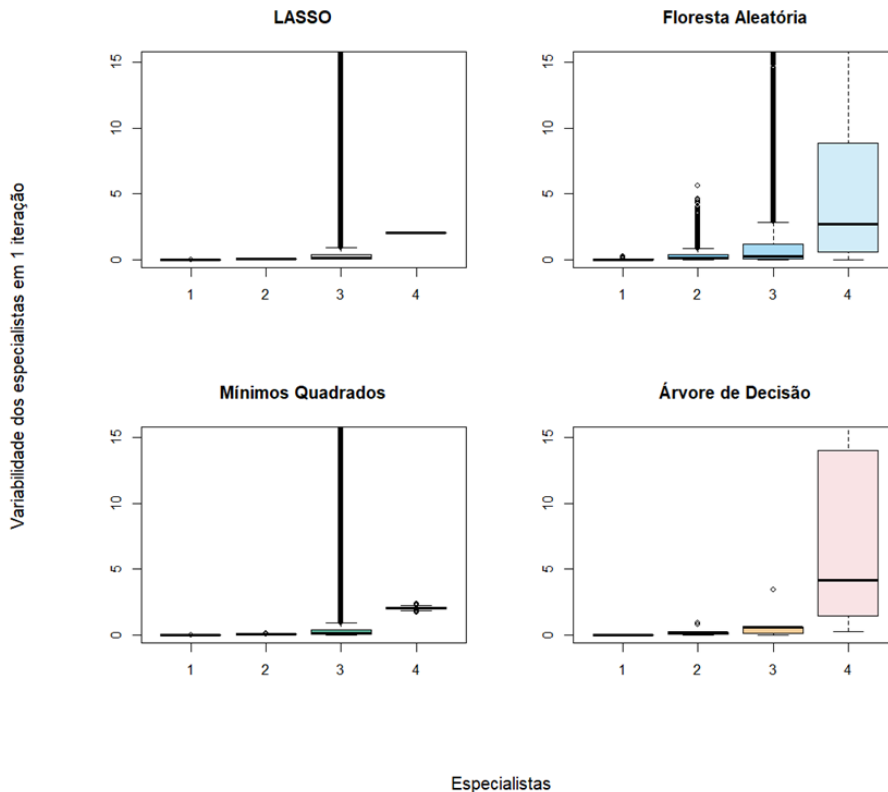 LASSO
Floresta Aleatória
15
10
5
0
1 2 3 4
15
10
5
0
1 2 3 4
Variabilidade dos especialistas em 1 iteração
Mínimos Quadrados
Árvore de Decisão
15
10
5
0
1 2 3 4
15
10
5
0
1 2 3 4
Especialistas